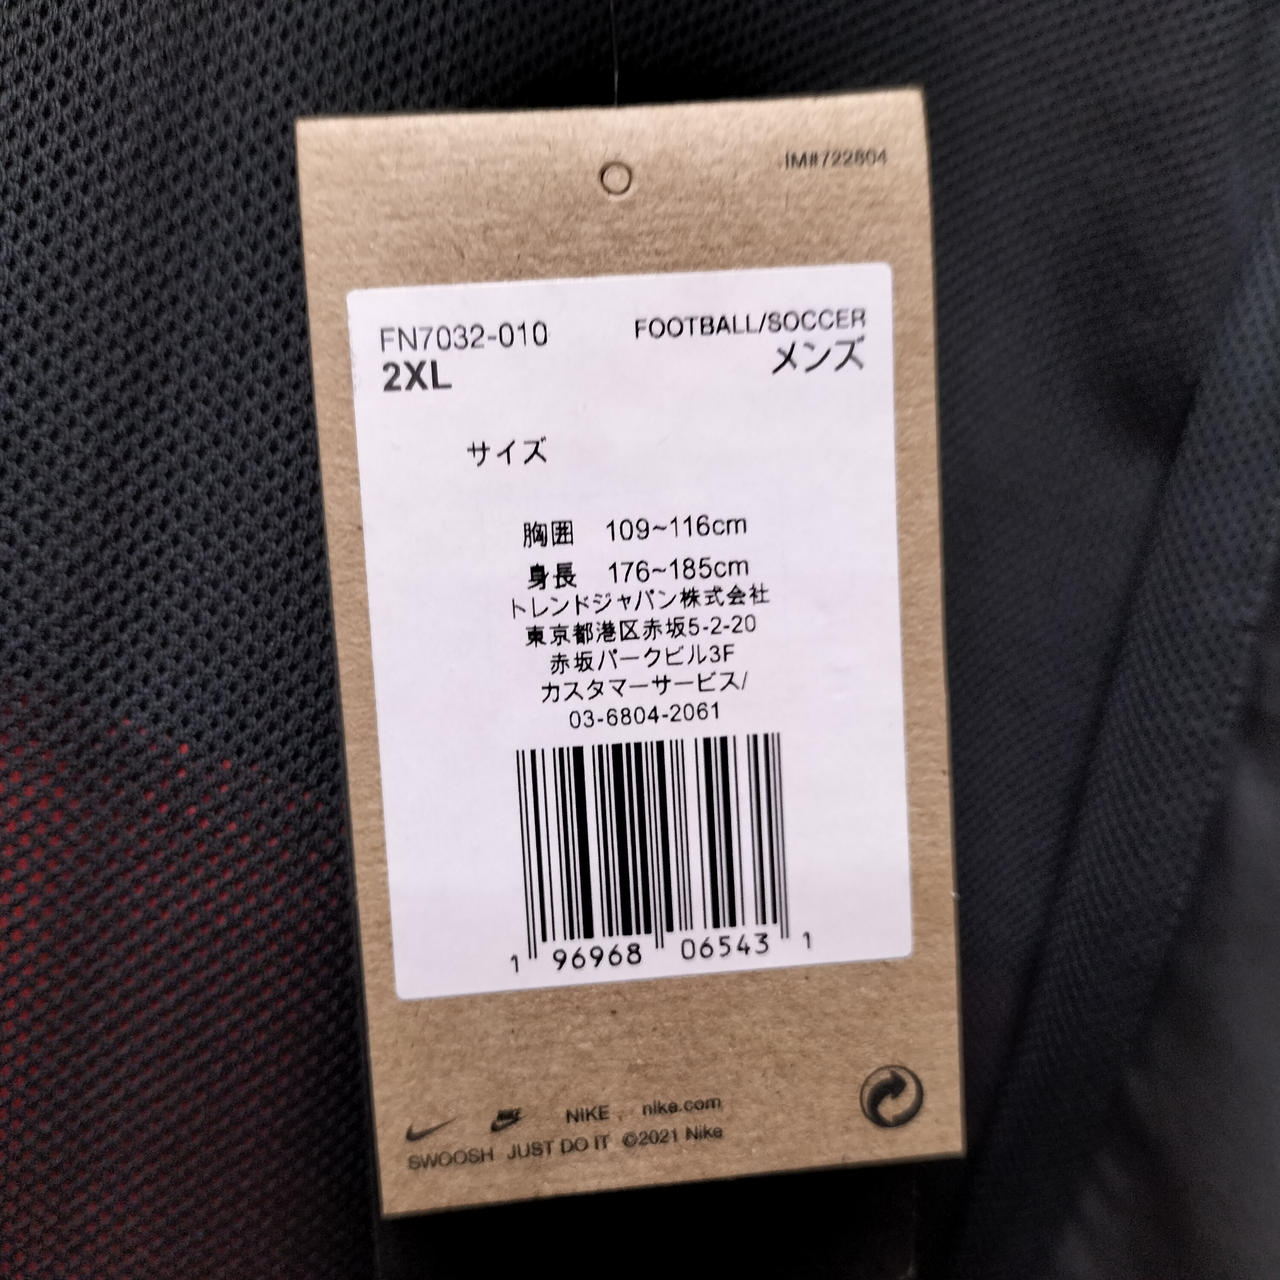 IM#722804
FN7032-010 FOOTBALL/SOCCER
2XL メンズ
サイズ
胸囲 109~116cm
身長 176~185cm
トレンドジャパン株式会社
東京都港区赤坂5-2-20
赤坂パークビル3F
カスタマーサービス/
03-6804-2061
1 96968 06543 1
NIKE , nike.com
SWOOSH JUST DO IT ©2021 Nike